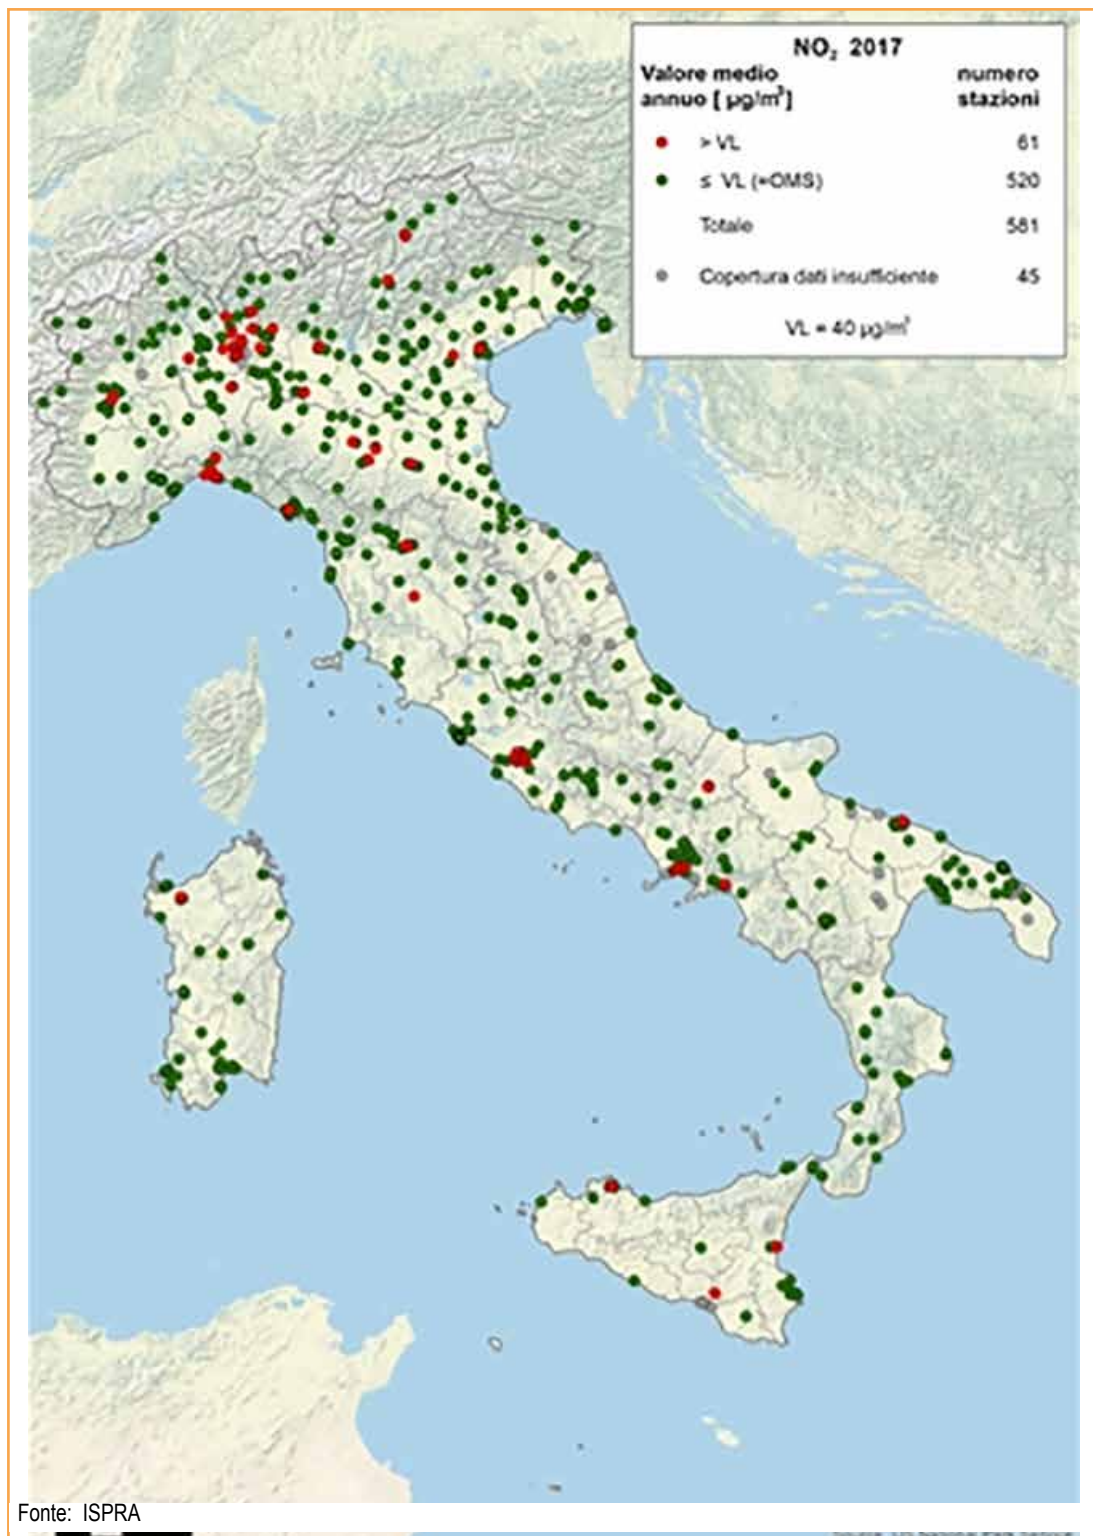 NO₂ 2017
Valore medio numero
annuo [ µg/m³] stazioni
> VL 61
≤ VL (=OMS) 520
Totale 581
Copertura dati insufficiente 45
VL = 40 µg/m³
Fonte: ISPRA